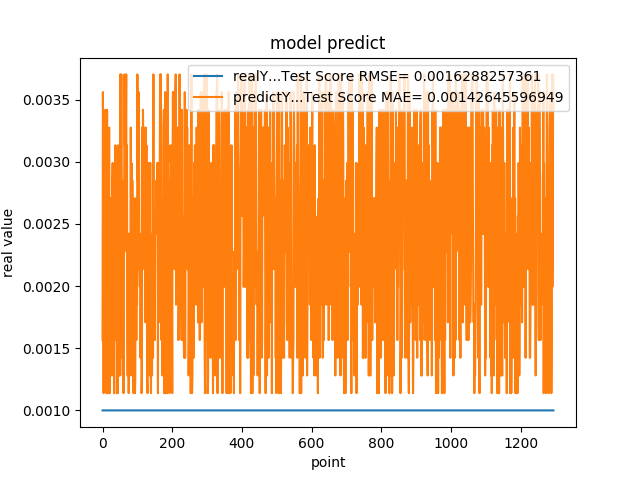 model predict
realY...Test Score RMSE= 0.0016288257361
predictY...Test Score MAE= 0.00142645596949
0.0035
0.0030
0.0025
0.0020
0.0015
0.0010
real value
0 200 400 600 800 1000 1200
point